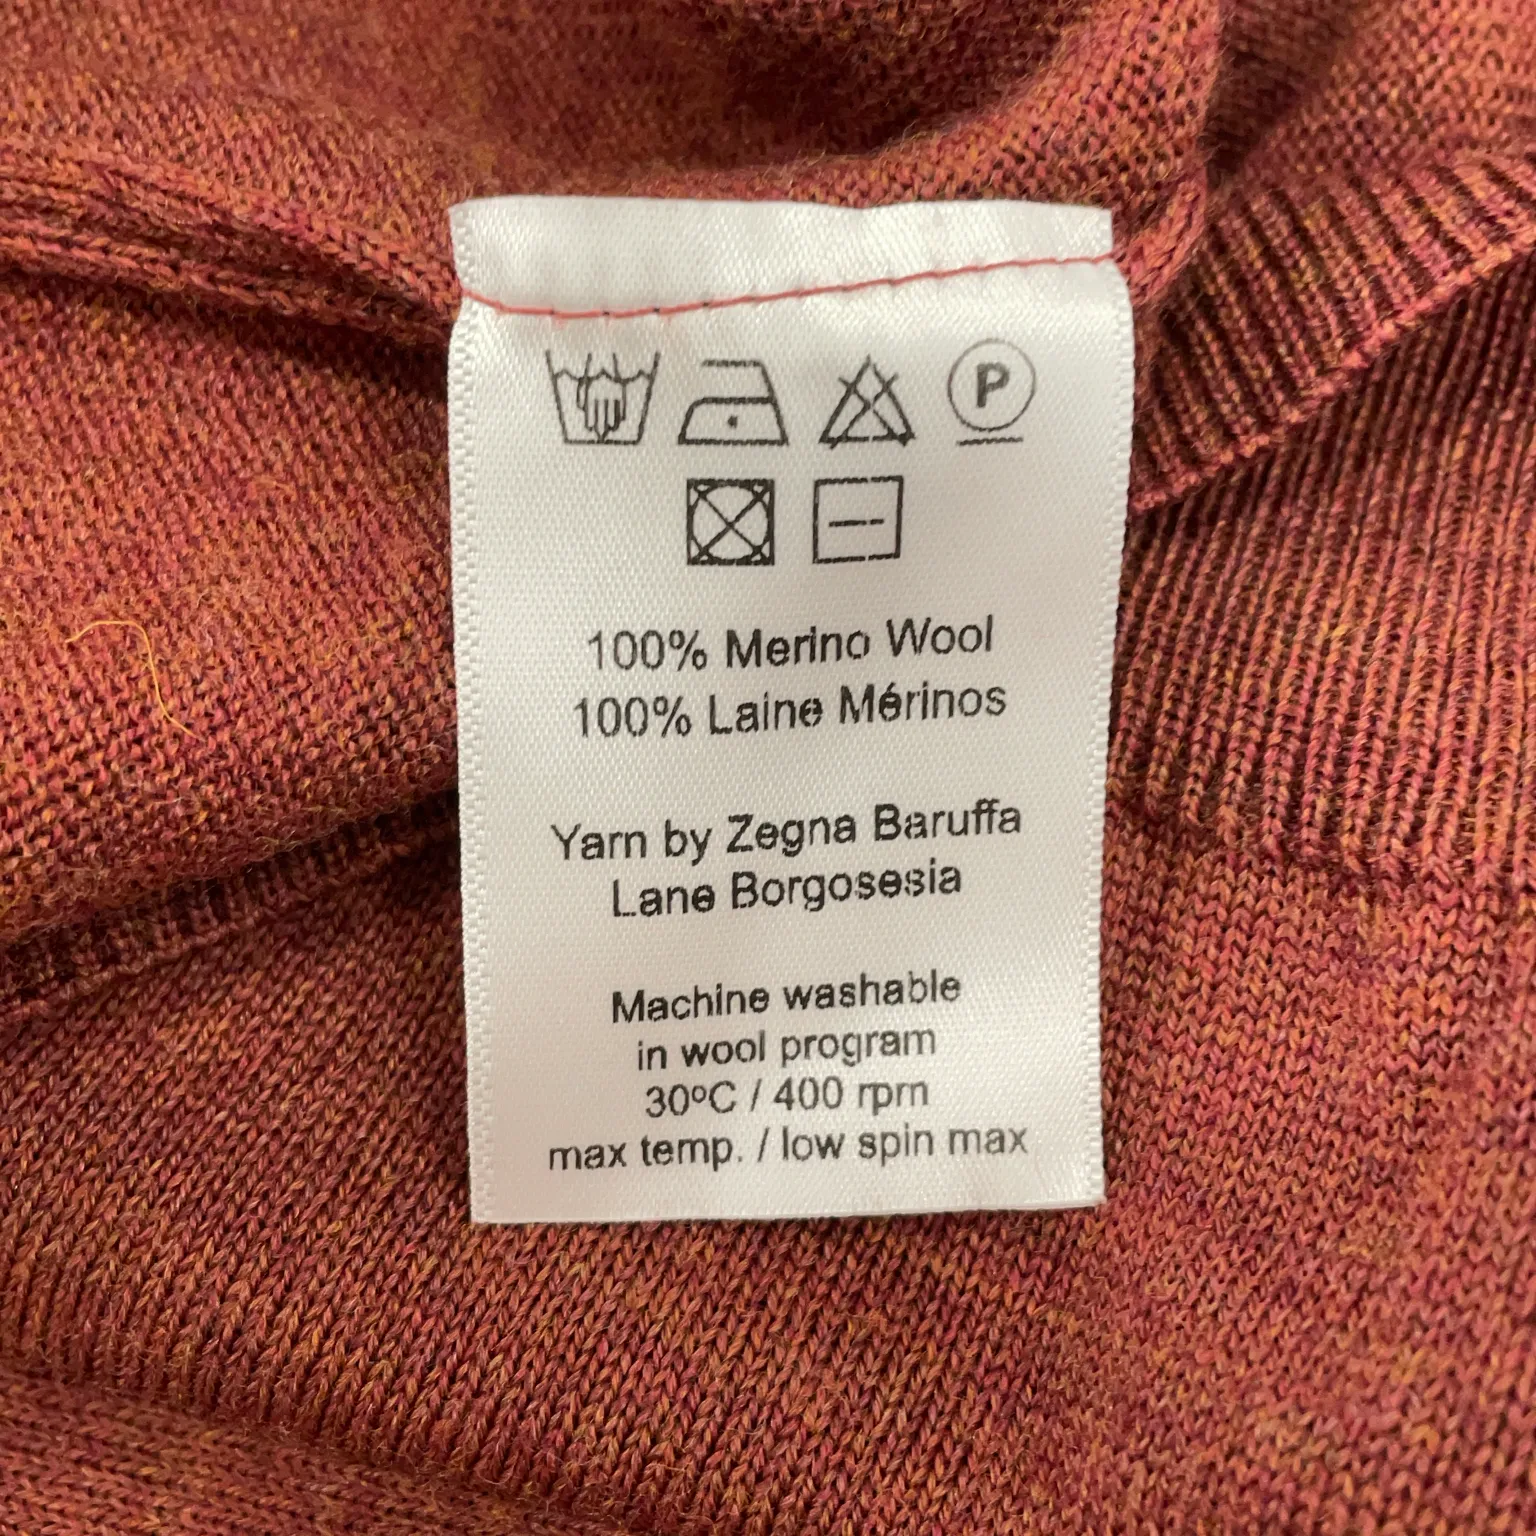 P
100% Merino Wool
100% Laine Mérinos
Yarn by Zegna Baruffa
Lane Borgosesia
Machine washable
in wool program
30ºC / 400 rpm
max temp. / low spin max